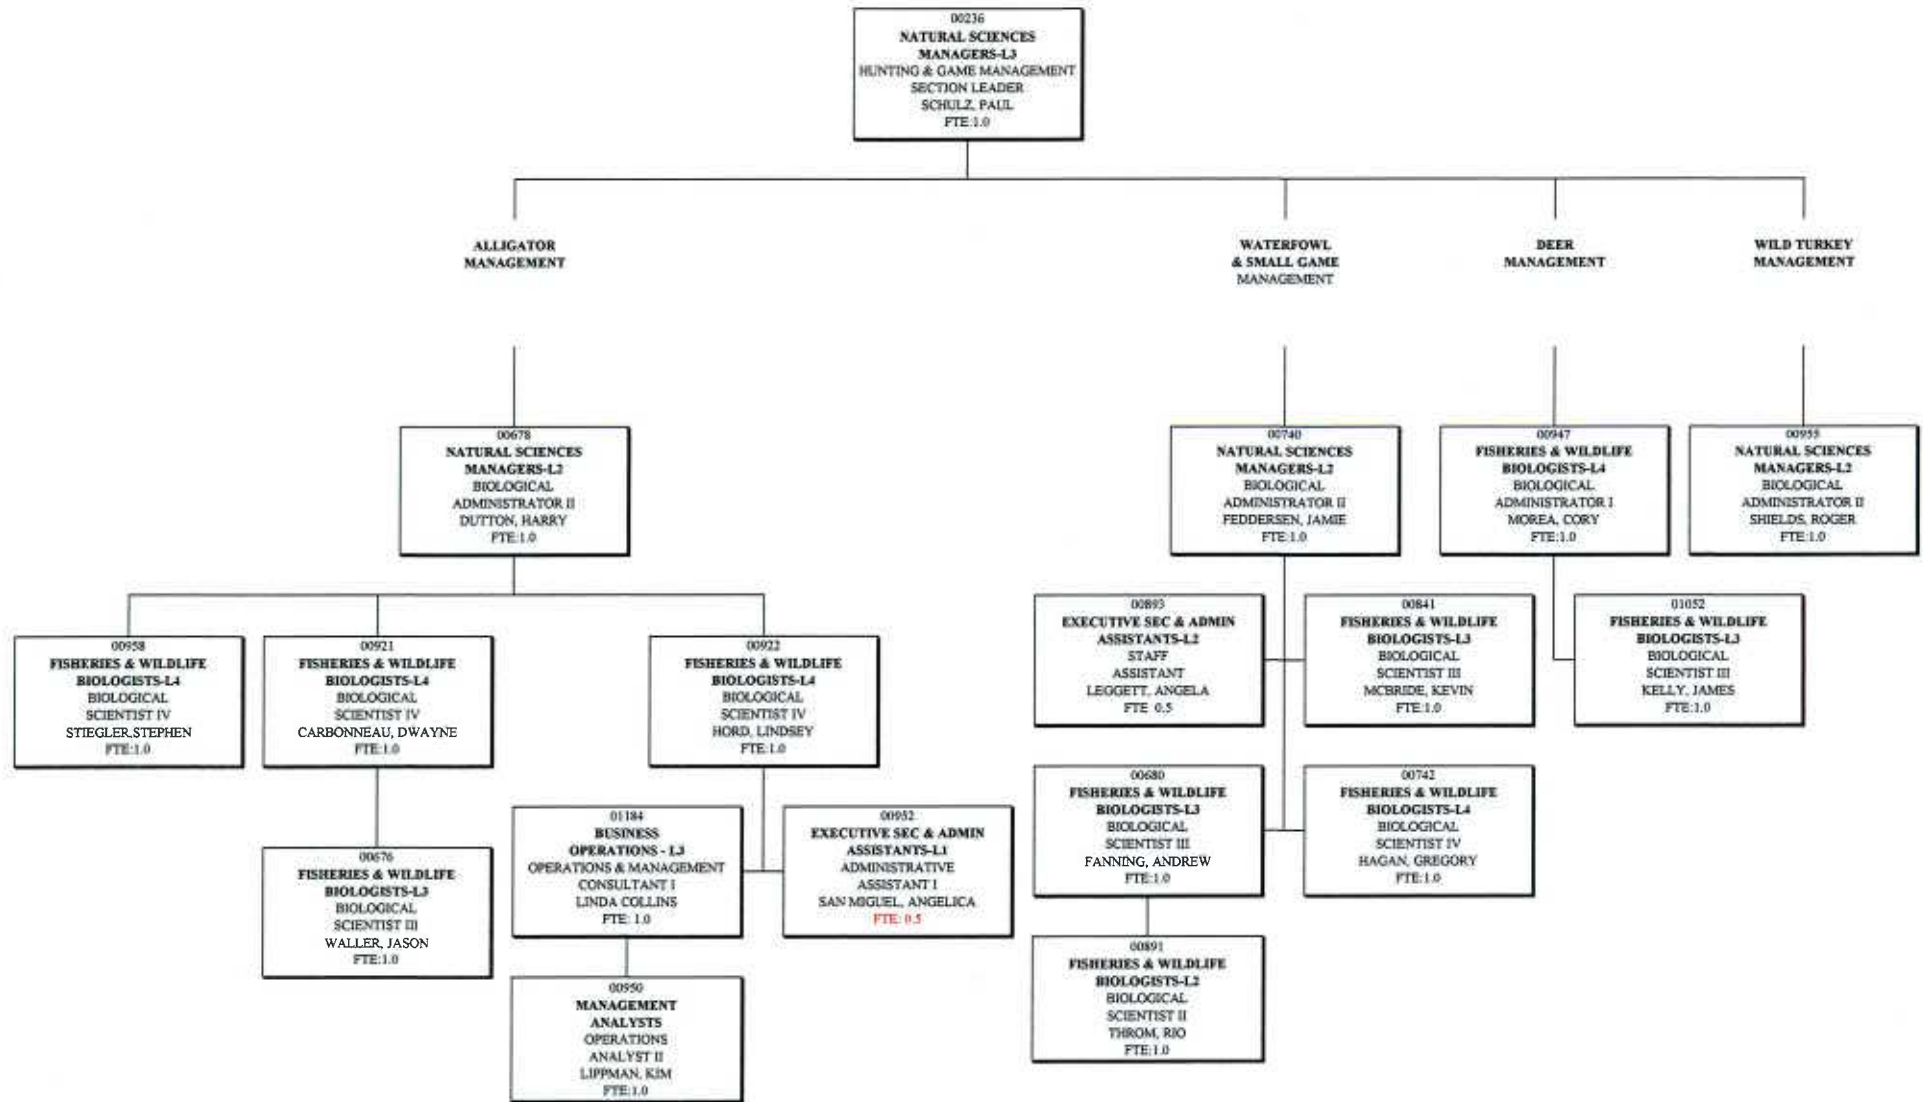 00236
NATURAL SCIENCES
MANAGERS-L3
HUNTING & GAME MANAGEMENT
SECTION LEADER
SCHULZ, PAUL
FTE:1.0
ALLIGATOR
MANAGEMENT
WATERFOWL
& SMALL GAME
MANAGEMENT
DEER
MANAGEMENT
WILD TURKEY
MANAGEMENT
00678
NATURAL SCIENCES
MANAGERS-L2
BIOLOGICAL
ADMINISTRATOR II
DUTTON, HARRY
FTE:1.0
00740
NATURAL SCIENCES
MANAGERS-L2
BIOLOGICAL
ADMINISTRATOR II
FEDDERSEN, JAMIE
FTE:1.0
00947
FISHERIES & WILDLIFE
BIOLOGISTS-L4
BIOLOGICAL
ADMINISTRATOR I
MOREA, CORY
FTE:1.0
00955
NATURAL SCIENCES
MANAGERS-L2
BIOLOGICAL
ADMINISTRATOR II
SHIELDS, ROGER
FTE:1.0
00958
FISHERIES & WILDLIFE
BIOLOGISTS-L4
BIOLOGICAL
SCIENTIST IV
STIEGLER,STEPHEN
FTE:1.0
00921
FISHERIES & WILDLIFE
BIOLOGISTS-L4
BIOLOGICAL
SCIENTIST IV
CARBONNEAU, DWAYNE
FTE:1.0
00922
FISHERIES & WILDLIFE
BIOLOGISTS-L4
BIOLOGICAL
SCIENTIST IV
HORD, LINDSEY
FTE:1.0
00893
EXECUTIVE SEC & ADMIN
ASSISTANTS-L2
STAFF
ASSISTANT
LEGGETT, ANGELA
FTE 0.5
00841
FISHERIES & WILDLIFE
BIOLOGISTS-L3
BIOLOGICAL
SCIENTIST III
MCBRIDE, KEVIN
FTE:1.0
01052
FISHERIES & WILDLIFE
BIOLOGISTS-L3
BIOLOGICAL
SCIENTIST III
KELLY, JAMES
FTE:1.0
00676
FISHERIES & WILDLIFE
BIOLOGISTS-L3
BIOLOGICAL
SCIENTIST III
WALLER, JASON
FTE:1.0
01184
BUSINESS
OPERATIONS - L3
OPERATIONS & MANAGEMENT
CONSULTANT I
LINDA COLLINS
FTE: 1.0
00952
EXECUTIVE SEC & ADMIN
ASSISTANTS-L1
ADMINISTRATIVE
ASSISTANT I
SAN MIGUEL, ANGELICA
FTE: 0.5
00680
FISHERIES & WILDLIFE
BIOLOGISTS-L3
BIOLOGICAL
SCIENTIST III
FANNING, ANDREW
FTE:1.0
00742
FISHERIES & WILDLIFE
BIOLOGISTS-L4
BIOLOGICAL
SCIENTIST IV
HAGAN, GREGORY
FTE:1.0
00950
MANAGEMENT
ANALYSTS
OPERATIONS
ANALYST II
LIPPMAN, KIM
FTE:1.0
00891
FISHERIES & WILDLIFE
BIOLOGISTS-L2
BIOLOGICAL
SCIENTIST II
THROM, RIO
FTE:1.0